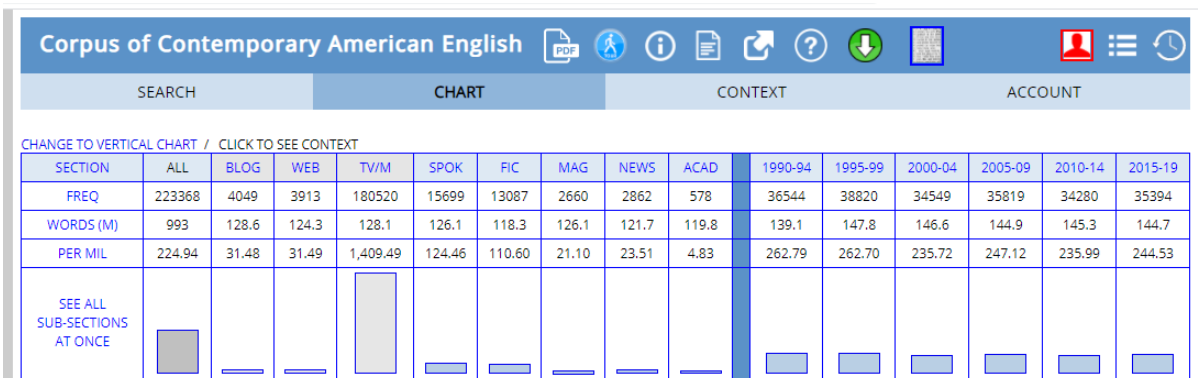 Corpus of Contemporary American English PDF
SEARCH CHART CONTEXT ACCOUNT
CHANGE TO VERTICAL CHART / CLICK TO SEE CONTEXT
SECTION ALL BLOG WEB TV/M SPOK FIC MAG NEWS ACAD 1990-94 1995-99 2000-04 2005-09 2010-14 2015-19
FREQ 223368 4049 3913 180520 15699 13087 2660 2862 578 36544 38820 34549 35819 34280 35394
WORDS (M) 993 128.6 124.3 128.1 126.1 118.3 126.1 121.7 119.8 139.1 147.8 146.6 144.9 145.3 144.7
PER MIL 224.94 31.48 31.49 1,409.49 124.46 110.60 21.10 23.51 4.83 262.79 262.70 235.72 247.12 235.99 244.53
SEE ALL
SUB-SECTIONS
AT ONCE